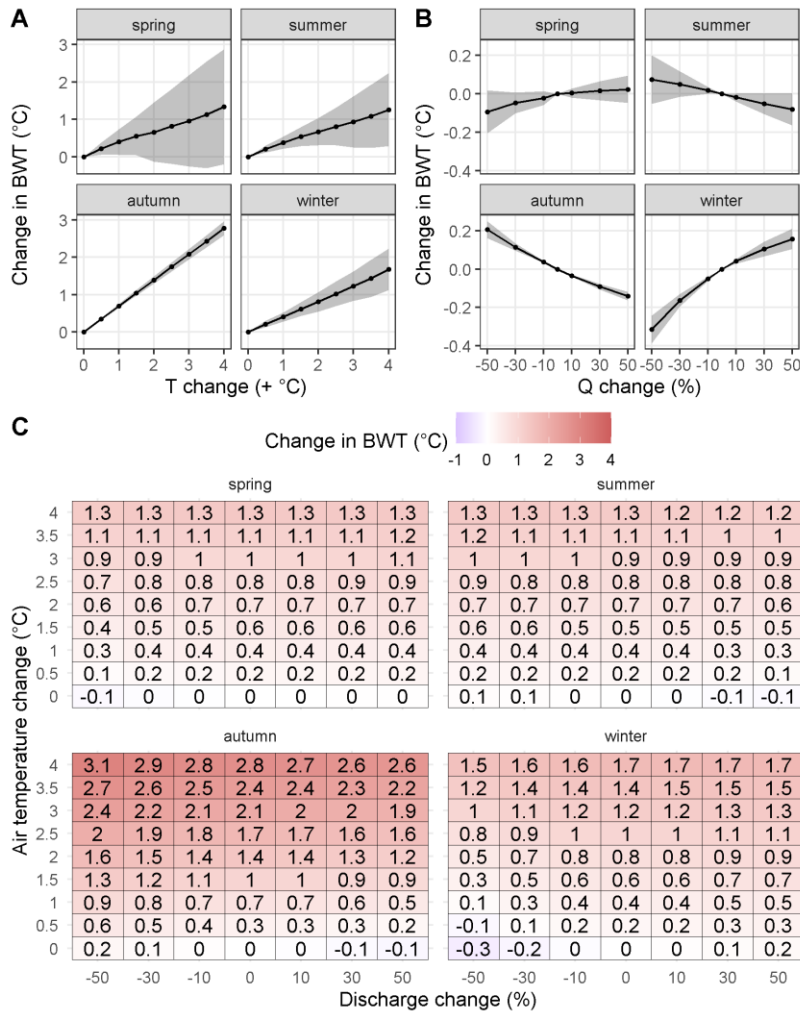 A
B
spring
summer
spring
summer
3
2
1
0
0.2
0.0
-0.2
-0.4
Change in BWT (°C)
Change in BWT (°C)
autumn
winter
autumn
winter
3
2
1
0
0.2
0.0
-0.2
-0.4
0 1 2 3 4 0 1 2 3 4
-50 -30 -10 10 30 50 -50 -30 -10 10 30 50
T change (+ °C)
Q change (%)
C
Change in BWT (°C)
-1 0 1 2 3 4
spring
summer
4 1.3 1.3 1.3 1.3 1.3 1.3 1.3 1.3 1.3 1.3 1.3 1.2 1.2 1.2
3.5 1.1 1.1 1.1 1.1 1.1 1.1 1.2 1.2 1.1 1.1 1.1 1.1 1 1
3 0.9 0.9 1 1 1 1 1.1 1 1 1 0.9 0.9 0.9 0.9
2.5 0.7 0.8 0.8 0.8 0.8 0.9 0.9 0.9 0.8 0.8 0.8 0.8 0.8 0.8
2 0.6 0.6 0.7 0.7 0.7 0.7 0.7 0.7 0.7 0.7 0.7 0.7 0.7 0.6
1.5 0.4 0.5 0.5 0.6 0.6 0.6 0.6 0.6 0.6 0.5 0.5 0.5 0.5 0.5
1 0.3 0.4 0.4 0.4 0.4 0.4 0.4 0.4 0.4 0.4 0.4 0.4 0.3 0.3
0.5 0.1 0.2 0.2 0.2 0.2 0.2 0.2 0.2 0.2 0.2 0.2 0.2 0.2 0.1
0 -0.1 0 0 0 0 0 0 0.1 0.1 0 0 0 -0.1 -0.1
Air temperature change (°C)
autumn
winter
4 3.1 2.9 2.8 2.8 2.7 2.6 2.6 1.5 1.6 1.6 1.7 1.7 1.7 1.7
3.5 2.7 2.6 2.5 2.4 2.4 2.3 2.2 1.2 1.4 1.4 1.4 1.5 1.5 1.5
3 2.4 2.2 2.1 2.1 2 2 1.9 1 1.1 1.2 1.2 1.2 1.3 1.3
2.5 2 1.9 1.8 1.7 1.7 1.6 1.6 0.8 0.9 1 1 1 1.1 1.1
2 1.6 1.5 1.4 1.4 1.4 1.3 1.2 0.5 0.7 0.8 0.8 0.8 0.9 0.9
1.5 1.3 1.2 1.1 1 1 0.9 0.9 0.3 0.5 0.6 0.6 0.6 0.7 0.7
1 0.9 0.8 0.7 0.7 0.7 0.6 0.5 0.1 0.3 0.4 0.4 0.4 0.5 0.5
0.5 0.6 0.5 0.4 0.3 0.3 0.3 0.2 -0.1 0.1 0.2 0.2 0.2 0.3 0.3
0 0.2 0.1 0 0 0 -0.1 -0.1 -0.3 -0.2 0 0 0 0.1 0.2
-50 -30 -10 0 10 30 50 -50 -30 -10 0 10 30 50
Discharge change (%)